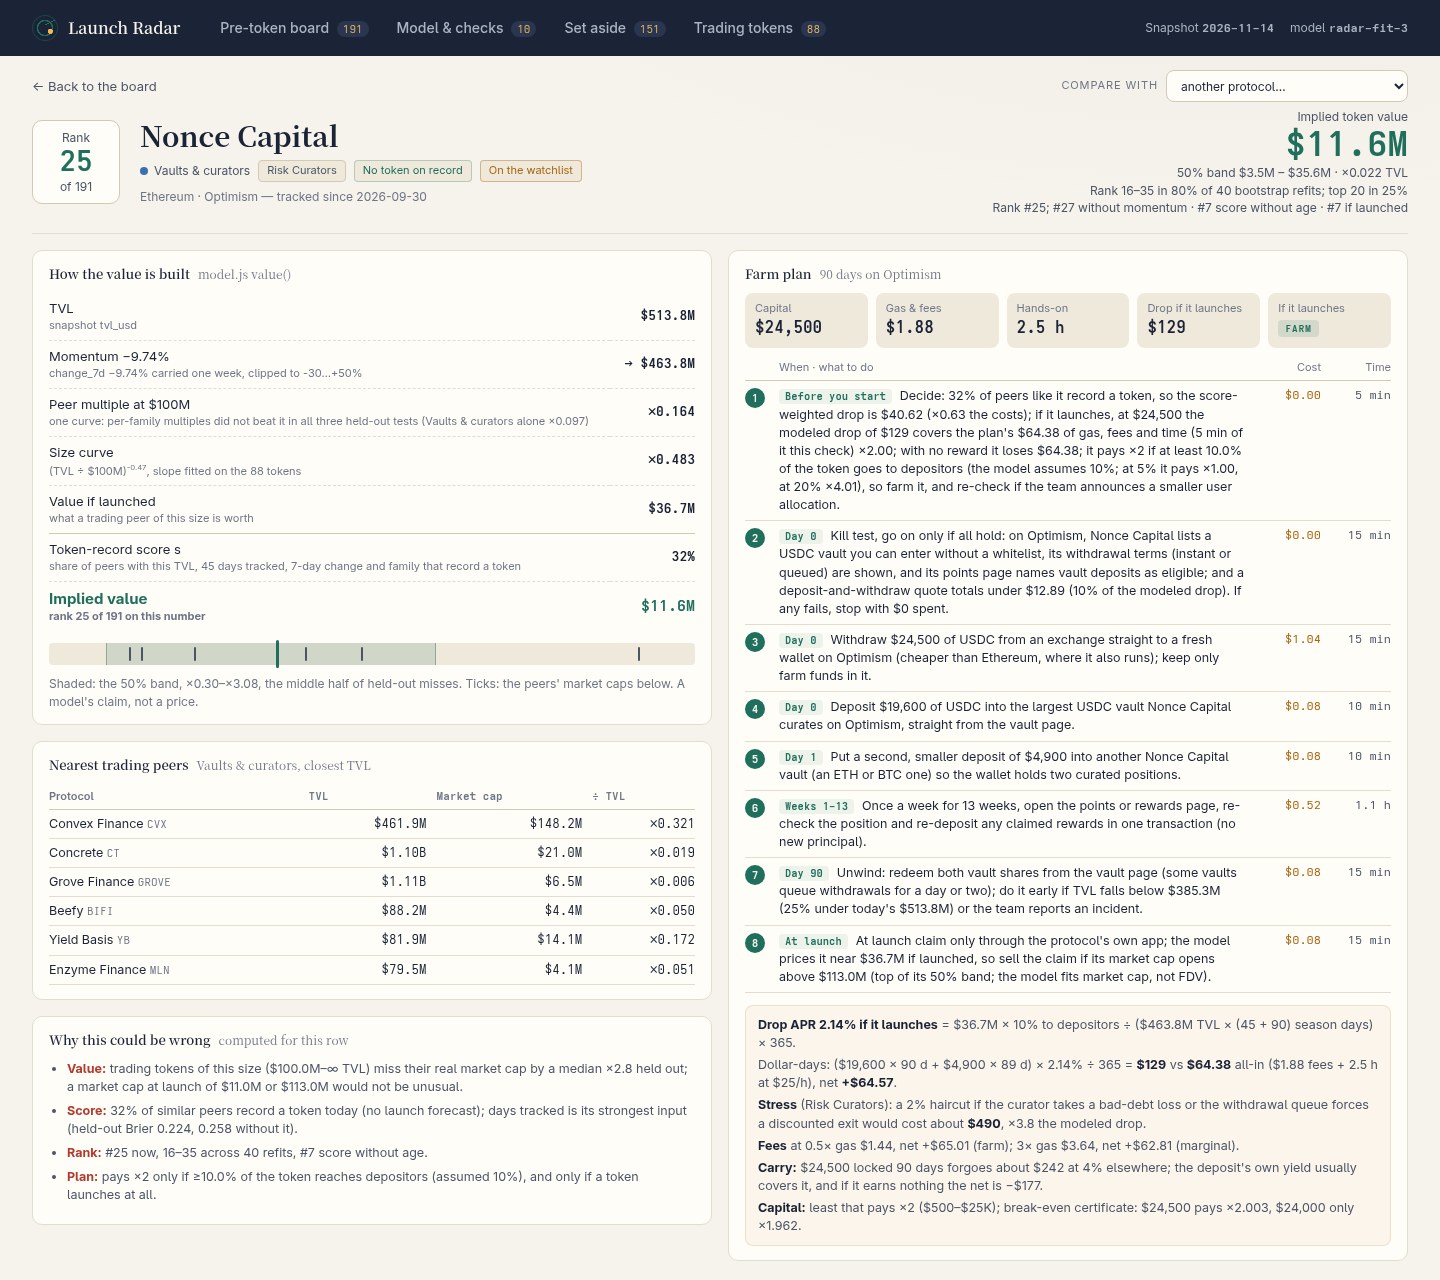 Launch Radar
Pre-token board 191
Model & checks 10
Set aside 151
Trading tokens 88
Snapshot 2026-11-14 model radar-fit-3
← Back to the board
COMPARE WITH another protocol…
Rank
25
of 191
Nonce Capital
Vaults & curators Risk Curators No token on record On the watchlist
Ethereum · Optimism — tracked since 2026-09-30
Implied token value
$11.6M
50% band $3.5M – $35.6M · ×0.022 TVL
Rank 16–35 in 80% of 40 bootstrap refits; top 20 in 25%
Rank #25; #27 without momentum · #7 score without age · #7 if launched
How the value is built model.js value()
TVL
snapshot tvl_usd
$513.8M
Momentum −9.74%
change_7d −9.74% carried one week, clipped to -30…+50%
→ $463.8M
Peer multiple at $100M
one curve: per-family multiples did not beat it in all three held-out tests (Vaults & curators alone ×0.097)
×0.164
Size curve
(TVL ÷ $100M)-0.47, slope fitted on the 88 tokens
×0.483
Value if launched
what a trading peer of this size is worth
$36.7M
Token-record score s
share of peers with this TVL, 45 days tracked, 7-day change and family that record a token
32%
Implied value
rank 25 of 191 on this number
$11.6M
Shaded: the 50% band, ×0.30–×3.08, the middle half of held-out misses. Ticks: the peers' market caps below. A
model's claim, not a price.
Nearest trading peers Vaults & curators, closest TVL
Protocol TVL Market cap ÷ TVL
Convex Finance CVX $461.9M $148.2M ×0.321
Concrete CT $1.10B $21.0M ×0.019
Grove Finance GROVE $1.11B $6.5M ×0.006
Beefy BIFI $88.2M $4.4M ×0.050
Yield Basis YB $81.9M $14.1M ×0.172
Enzyme Finance MLN $79.5M $4.1M ×0.051
Why this could be wrong computed for this row
• Value: trading tokens of this size ($100.0M–∞ TVL) miss their real market cap by a median ×2.8 held out;
a market cap at launch of $11.0M or $113.0M would not be unusual.
• Score: 32% of similar peers record a token today (no launch forecast); days tracked is its strongest input
(held-out Brier 0.224, 0.258 without it).
• Rank: #25 now, 16–35 across 40 refits, #7 score without age.
• Plan: pays ×2 only if ≥10.0% of the token reaches depositors (assumed 10%), and only if a token
launches at all.
Farm plan 90 days on Optimism
Capital
$24,500
Gas & fees
$1.88
Hands-on
2.5 h
Drop if it launches
$129
If it launches
FARM
When · what to do Cost Time
1 Before you start Decide: 32% of peers like it record a token, so the score- $0.00 5 min
weighted drop is $40.62 (×0.63 the costs); if it launches, at $24,500 the
modeled drop of $129 covers the plan's $64.38 of gas, fees and time (5 min of
it this check) ×2.00; with no reward it loses $64.38; it pays ×2 if at least 10.0%
of the token goes to depositors (the model assumes 10%; at 5% it pays ×1.00,
at 20% ×4.01), so farm it, and re-check if the team announces a smaller user
allocation.
2 Day 0 Kill test, go on only if all hold: on Optimism, Nonce Capital lists a $0.00 15 min
USDC vault you can enter without a whitelist, its withdrawal terms (instant or
queued) are shown, and its points page names vault deposits as eligible; and a
deposit-and-withdraw quote totals under $12.89 (10% of the modeled drop). If
any fails, stop with $0 spent.
3 Day 0 Withdraw $24,500 of USDC from an exchange straight to a fresh $1.04 15 min
wallet on Optimism (cheaper than Ethereum, where it also runs); keep only
farm funds in it.
4 Day 0 Deposit $19,600 of USDC into the largest USDC vault Nonce Capital $0.08 10 min
curates on Optimism, straight from the vault page.
5 Day 1 Put a second, smaller deposit of $4,900 into another Nonce Capital $0.08 10 min
vault (an ETH or BTC one) so the wallet holds two curated positions.
6 Weeks 1–13 Once a week for 13 weeks, open the points or rewards page, re- $0.52 1.1 h
check the position and re-deposit any claimed rewards in one transaction (no
new principal).
7 Day 90 Unwind: redeem both vault shares from the vault page (some vaults $0.08 15 min
queue withdrawals for a day or two); do it early if TVL falls below $385.3M
(25% under today's $513.8M) or the team reports an incident.
8 At launch At launch claim only through the protocol's own app; the model $0.08 15 min
prices it near $36.7M if launched, so sell the claim if its market cap opens
above $113.0M (top of its 50% band; the model fits market cap, not FDV).
Drop APR 2.14% if it launches = $36.7M × 10% to depositors ÷ ($463.8M TVL × (45 + 90) season days)
× 365.
Dollar-days: ($19,600 × 90 d + $4,900 × 89 d) × 2.14% ÷ 365 = $129 vs $64.38 all-in ($1.88 fees + 2.5 h
at $25/h), net +$64.57.
Stress (Risk Curators): a 2% haircut if the curator takes a bad-debt loss or the withdrawal queue forces
a discounted exit would cost about $490, ×3.8 the modeled drop.
Fees at 0.5× gas $1.44, net +$65.01 (farm); 3× gas $3.64, net +$62.81 (marginal).
Carry: $24,500 locked 90 days forgoes about $242 at 4% elsewhere; the deposit's own yield usually
covers it, and if it earns nothing the net is −$177.
Capital: least that pays ×2 ($500–$25K); break-even certificate: $24,500 pays ×2.003, $24,000 only
×1.962.